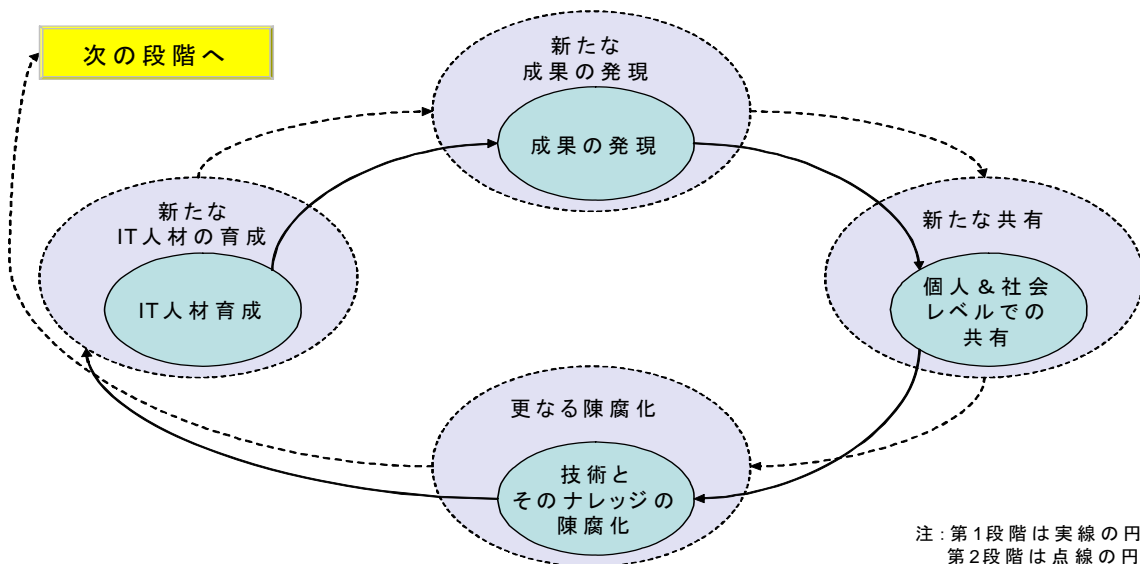 次の段階へ
新たな
成果の発現
成果の発現
新たな
IT人材の育成
IT人材育成
新たな共有
個人&社会
レベルでの
共有
更なる陳腐化
技術と
そのナレッジの
陳腐化
注:第1段階は実線の円
第2段階は点線の円